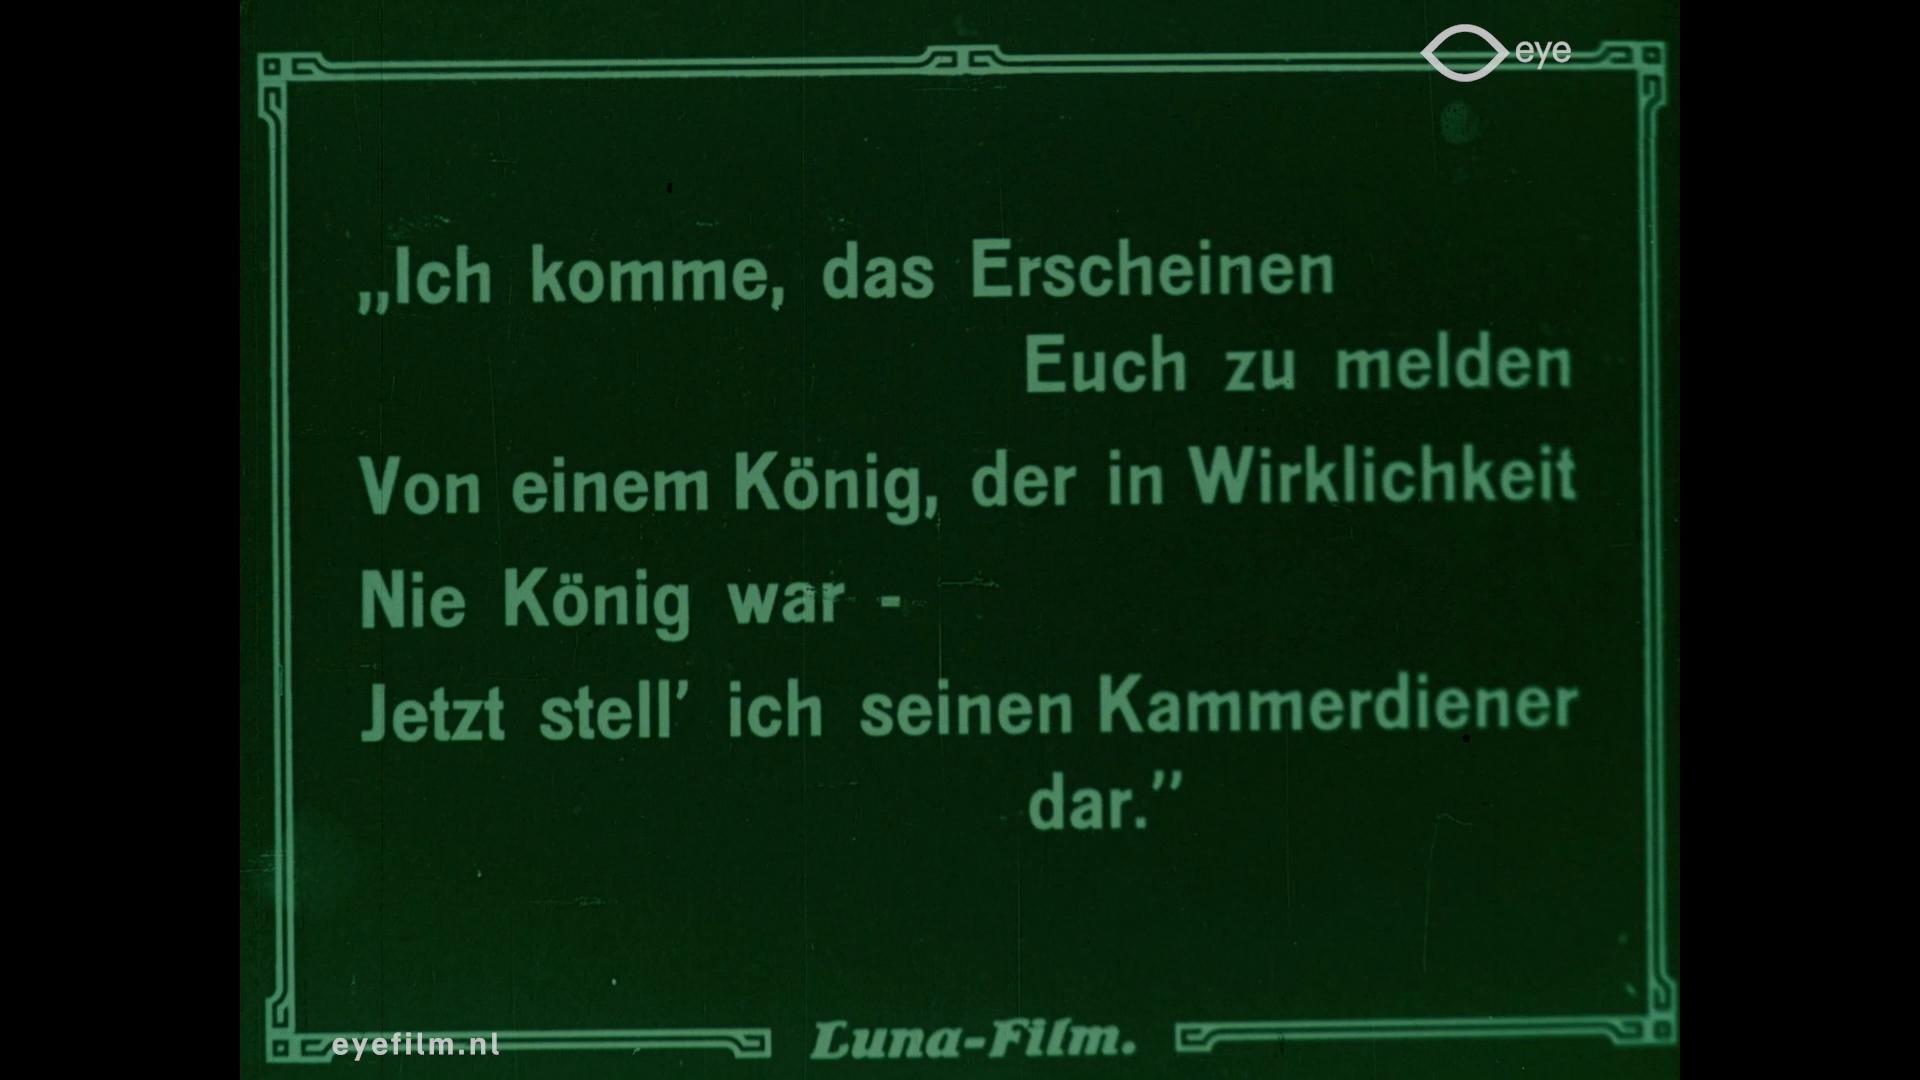 eye
„Ich komme, das Erscheinen
Euch zu melden
Von einem König, der in Wirklichkeit
Nie König war -
Jetzt stell’ ich seinen Kammerdiener
dar.”
Luna-Film.
eyefilm.nl